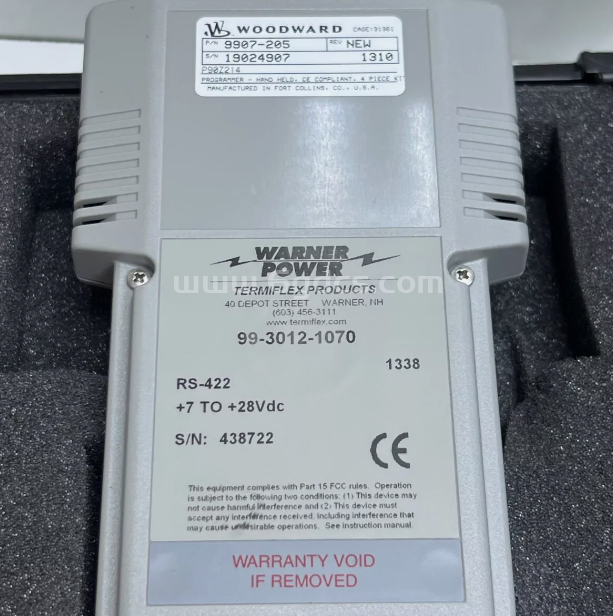 WOODWARD CAGE:91361
P/N 9907-205 REV NEW
S/N 19024907 1310
P90Z214
PROGRAMMER - HAND HELD, CE COMPLIANT, 4 PIECE KIT
MANUFACTURED IN FORT COLLINS, CO., U.S.A.
WARNER
POWER
TERMIFLEX PRODUCTS
40 DEPOT STREET WARNER, NH
(603) 456-3111
www.termiflex.com
99-3012-1070
1338
RS-422
+7 TO +28Vdc
S/N: 438722
CE
This equipment complies with Part 15 FCC rules. Operation
is subject to the following two conditions: (1) This device may
not cause harmful interference and (2) This device must
accept any interference received, including interference that
may cause undesirable operations. See instruction manual.
WARRANTY VOID
IF REMOVED